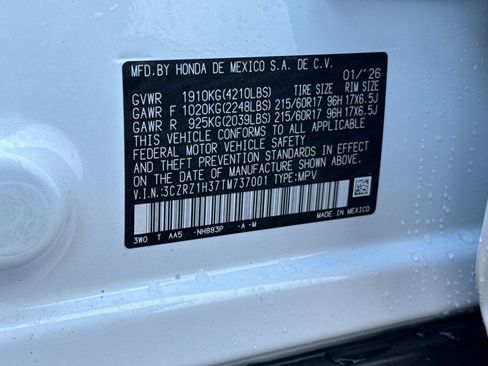 MFD.BY HONDA DE MEXICO S.A. DE C.V.
01/'26
GVWR 1910KG(4210LBS) TIRE SIZE RIM SIZE
GAWR F 1020KG(2248LBS) 215/60R17 96H 17X6.5J
GAWR R 925KG(2039LBS) 215/60R17 96H 17X6.5J
THIS VEHICLE CONFORMS TO ALL APPLICABLE
FEDERAL MOTOR VEHICLE SAFETY
AND THEFT PREVENTION STANDARDS IN EFFECT ON
THE DATE OF MANUFACTURE SHOWN ABOVE.
V.I.N.:3CZRZ1H37TM737001 TYPE:MPV
3WO T AA5 -NH883P -A -M MADE IN MEXICO